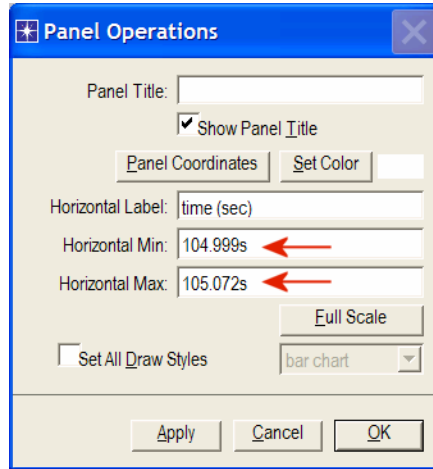 Panel Operations
Panel Title:
Show Panel Title
Panel Coordinates Set Color
Horizontal Label: time (sec)
Horizontal Min: 104.999s
Horizontal Max: 105.072s
Full Scale
Set All Draw Styles bar chart
Apply Cancel OK